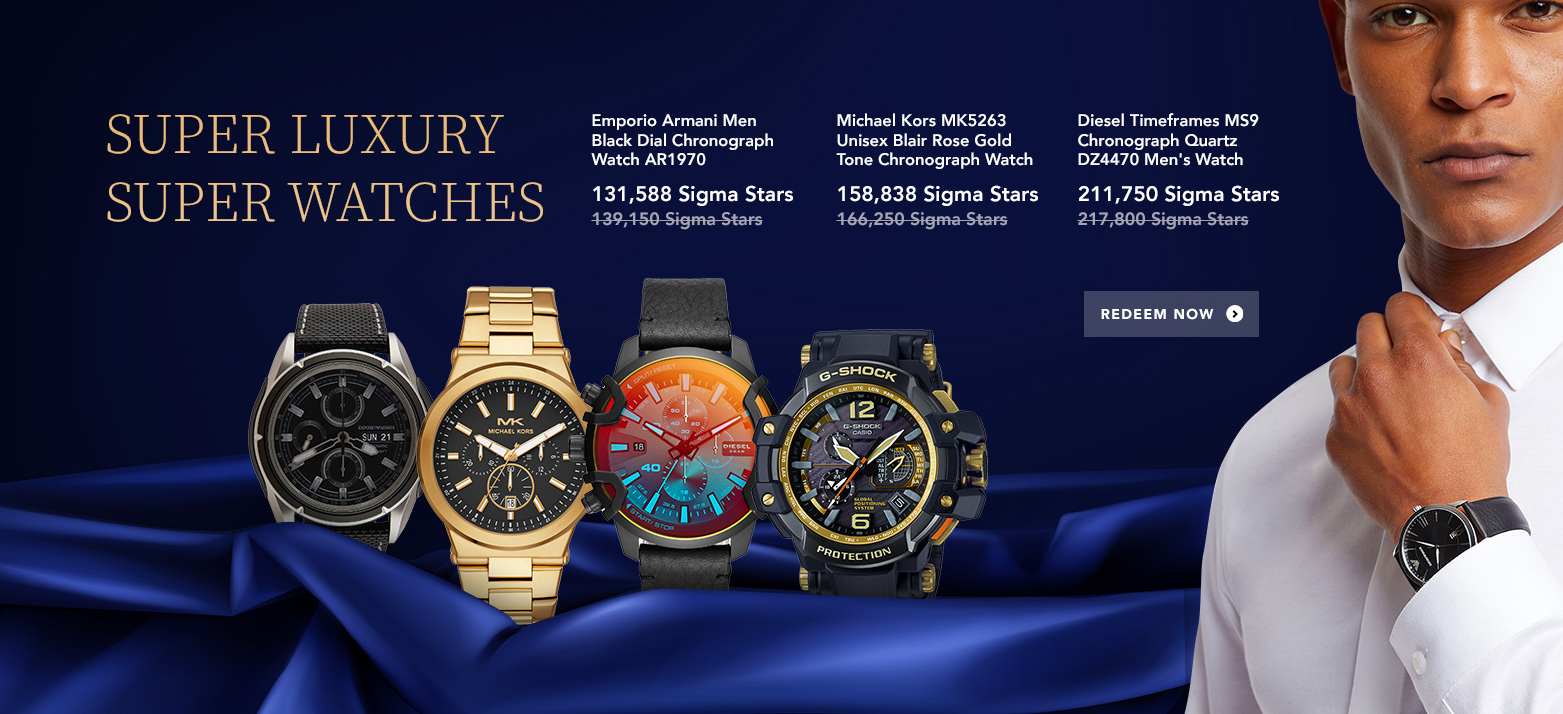 SUPER LUXURY
SUPER WATCHES
Emporio Armani Men
Black Dial Chronograph
Watch AR1970
131,588 Sigma Stars
139,150 Sigma Stars
Michael Kors MK5263
Unisex Blair Rose Gold
Tone Chronograph Watch
158,838 Sigma Stars
166,250 Sigma Stars
Diesel Timeframes MS9
Chronograph Quartz
DZ4470 Men's Watch
211,750 Sigma Stars
217,800 Sigma Stars
REDEEM NOW
EMPORIO ARMANI
SUN 21
MK
MICHAEL KORS
18
DIESEL
40
START/ STOP
G-SHOCK
12
G-SHOCK
CASIO
GLOBAL
POSITIONING
SYSTEM
6
PROTECTION